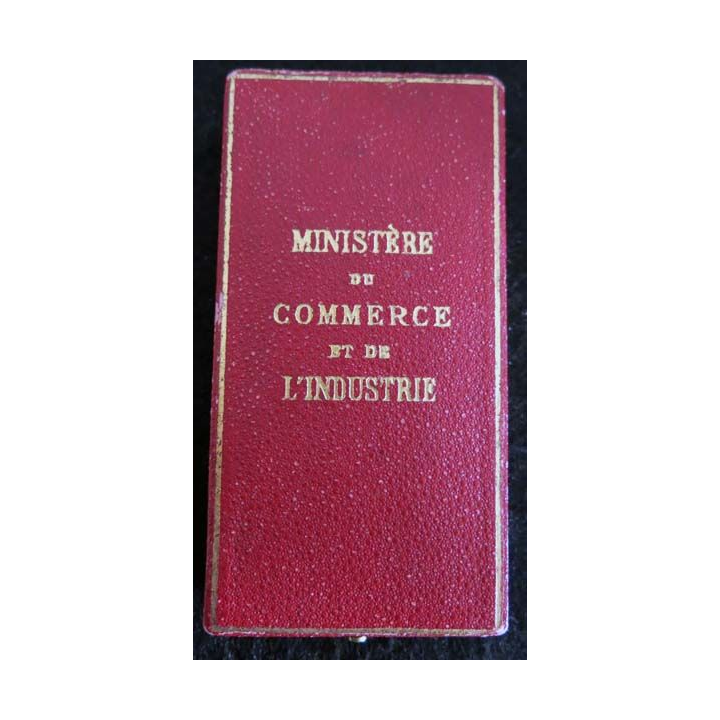 MINISTÈRE
DU
COMMERCE
ET DE
L'INDUSTRIE